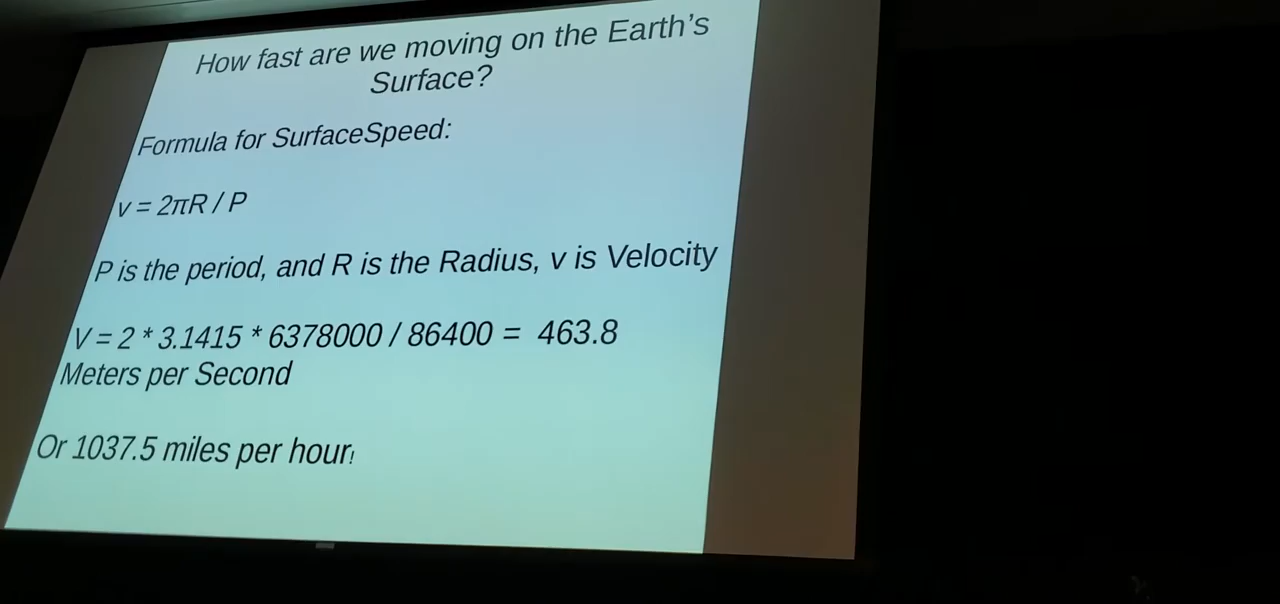 How fast are we moving on the Earth’s
Surface?
Formula for SurfaceSpeed:
v = 2πR / P
P is the period, and R is the Radius, v is Velocity
V = 2 * 3.1415 * 6378000 / 86400 =  463.8
Meters per Second
Or 1037.5 miles per hour!